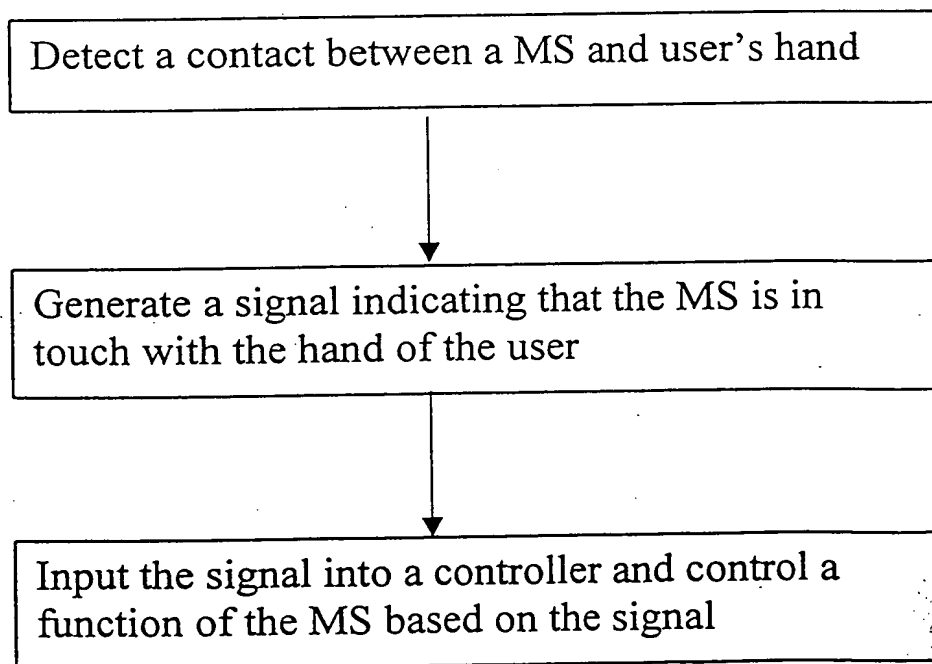 Detect a contact between a MS and user's hand
Generate a signal indicating that the MS is in
touch with the hand of the user
Input the signal into a controller and control a
function of the MS based on the signal